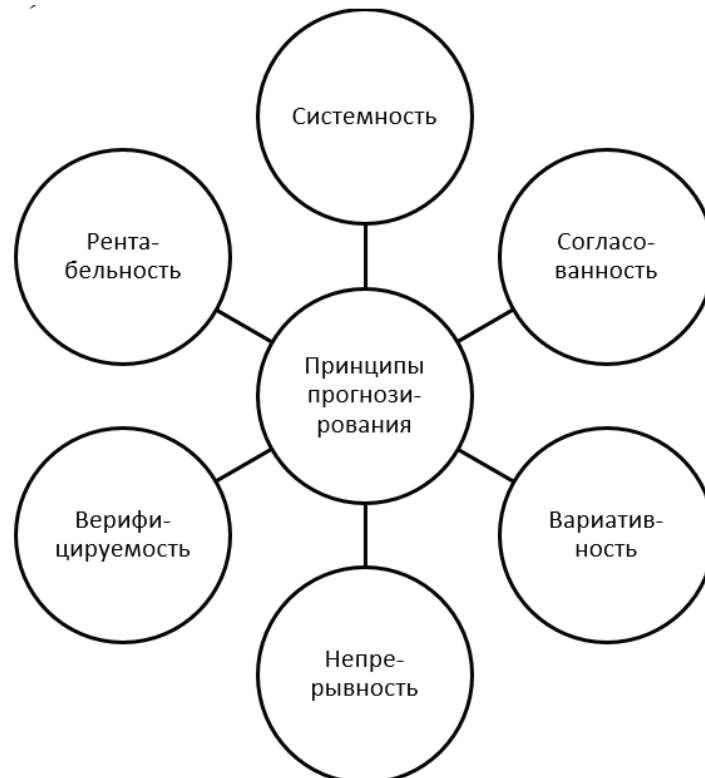 Системность
Рента-
бельность
Согласо-
ванность
Принципы
прогнози-
рования
Верифи-
цируемость
Вариатив-
ность
Непре-
рывность